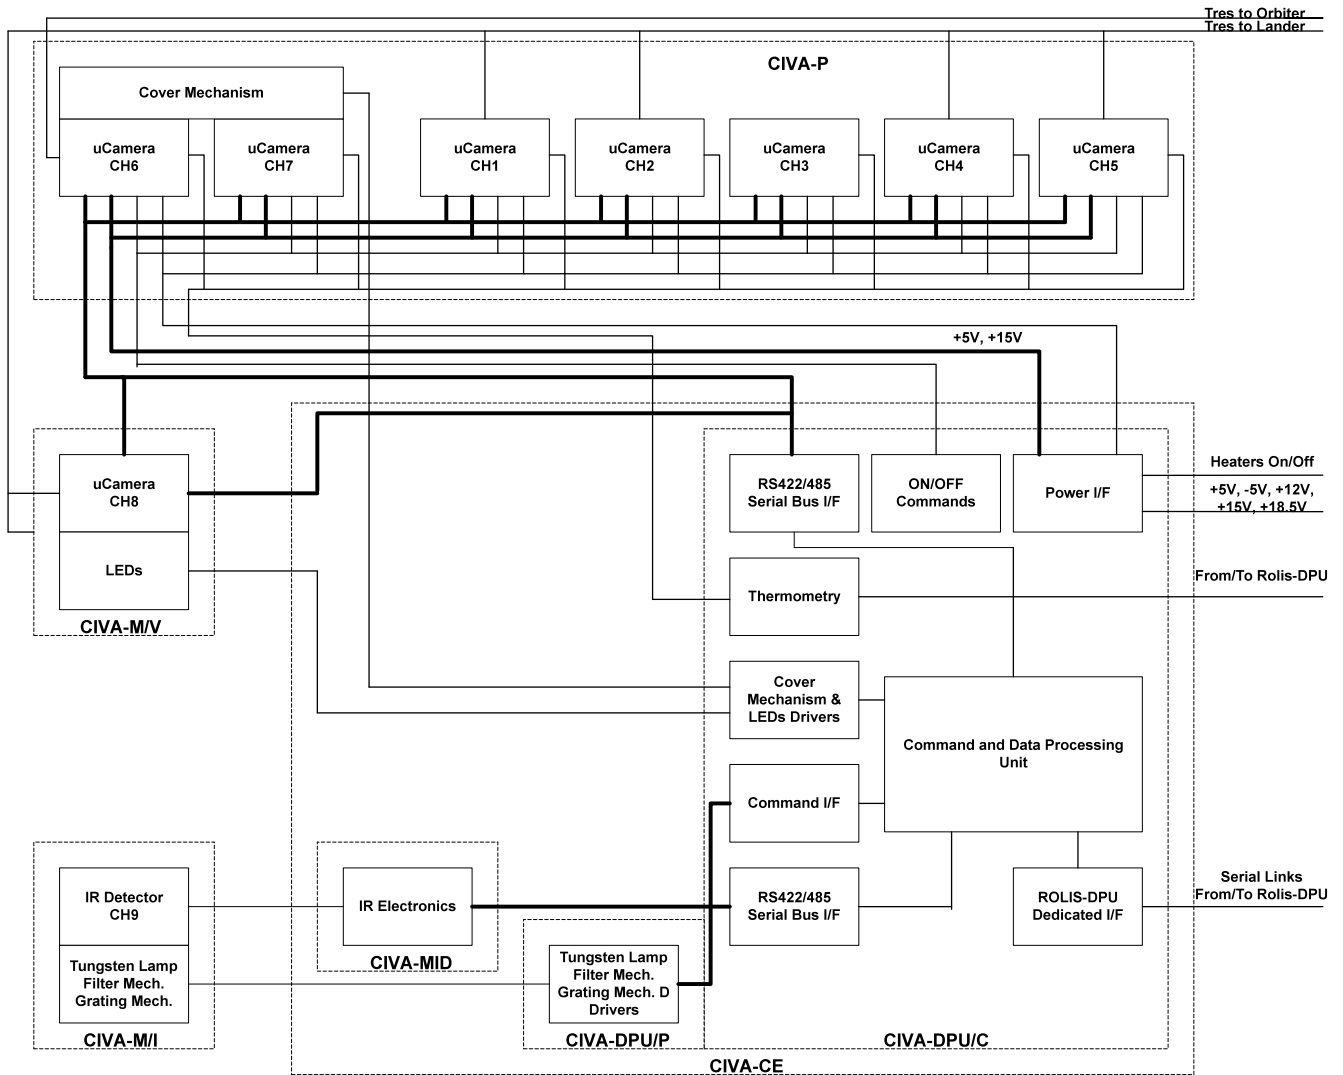 Tres to Orbiter
Tres to Lander
CIVA-P
Cover Mechanism
uCamera
CH6
uCamera
CH7
uCamera
CH1
uCamera
CH2
uCamera
CH3
uCamera
CH4
uCamera
CH5
+5V, +15V
uCamera
CH8
LEDs
CIVA-M/V
RS422/485
Serial Bus I/F
ON/OFF
Commands
Power I/F
Heaters On/Off
+5V, -5V, +12V,
+15V, +18.5V
Thermometry
From/To Rolis-DPU
Cover
Mechanism &
LEDs Drivers
Command and Data Processing
Unit
Command I/F
IR Detector
CH9
Tungsten Lamp
Filter Mech.
Grating Mech.
CIVA-M/I
IR Electronics
CIVA-MID
RS422/485
Serial Bus I/F
ROLIS-DPU
Dedicated I/F
Serial Links
From/To Rolis-DPU
Tungsten Lamp
Filter Mech.
Grating Mech. D
Drivers
CIVA-DPU/P
CIVA-DPU/C
CIVA-CE